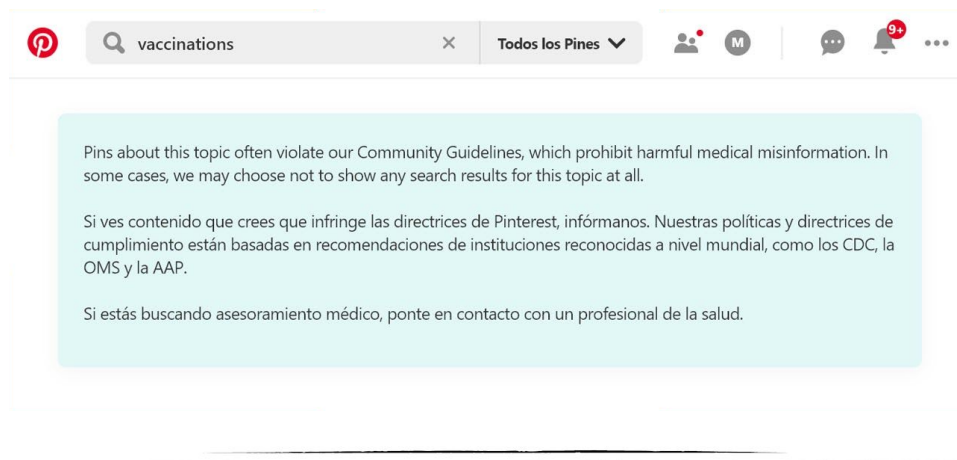 vaccinations × Todos los Pines M 9+
Pins about this topic often violate our Community Guidelines, which prohibit harmful medical misinformation. In
some cases, we may choose not to show any search results for this topic at all.
Si ves contenido que crees que infringe las directrices de Pinterest, infórmanos. Nuestras políticas y directrices de
cumplimiento están basadas en recomendaciones de instituciones reconocidas a nivel mundial, como los CDC, la
OMS y la AAP.
Si estás buscando asesoramiento médico, ponte en contacto con un profesional de la salud.